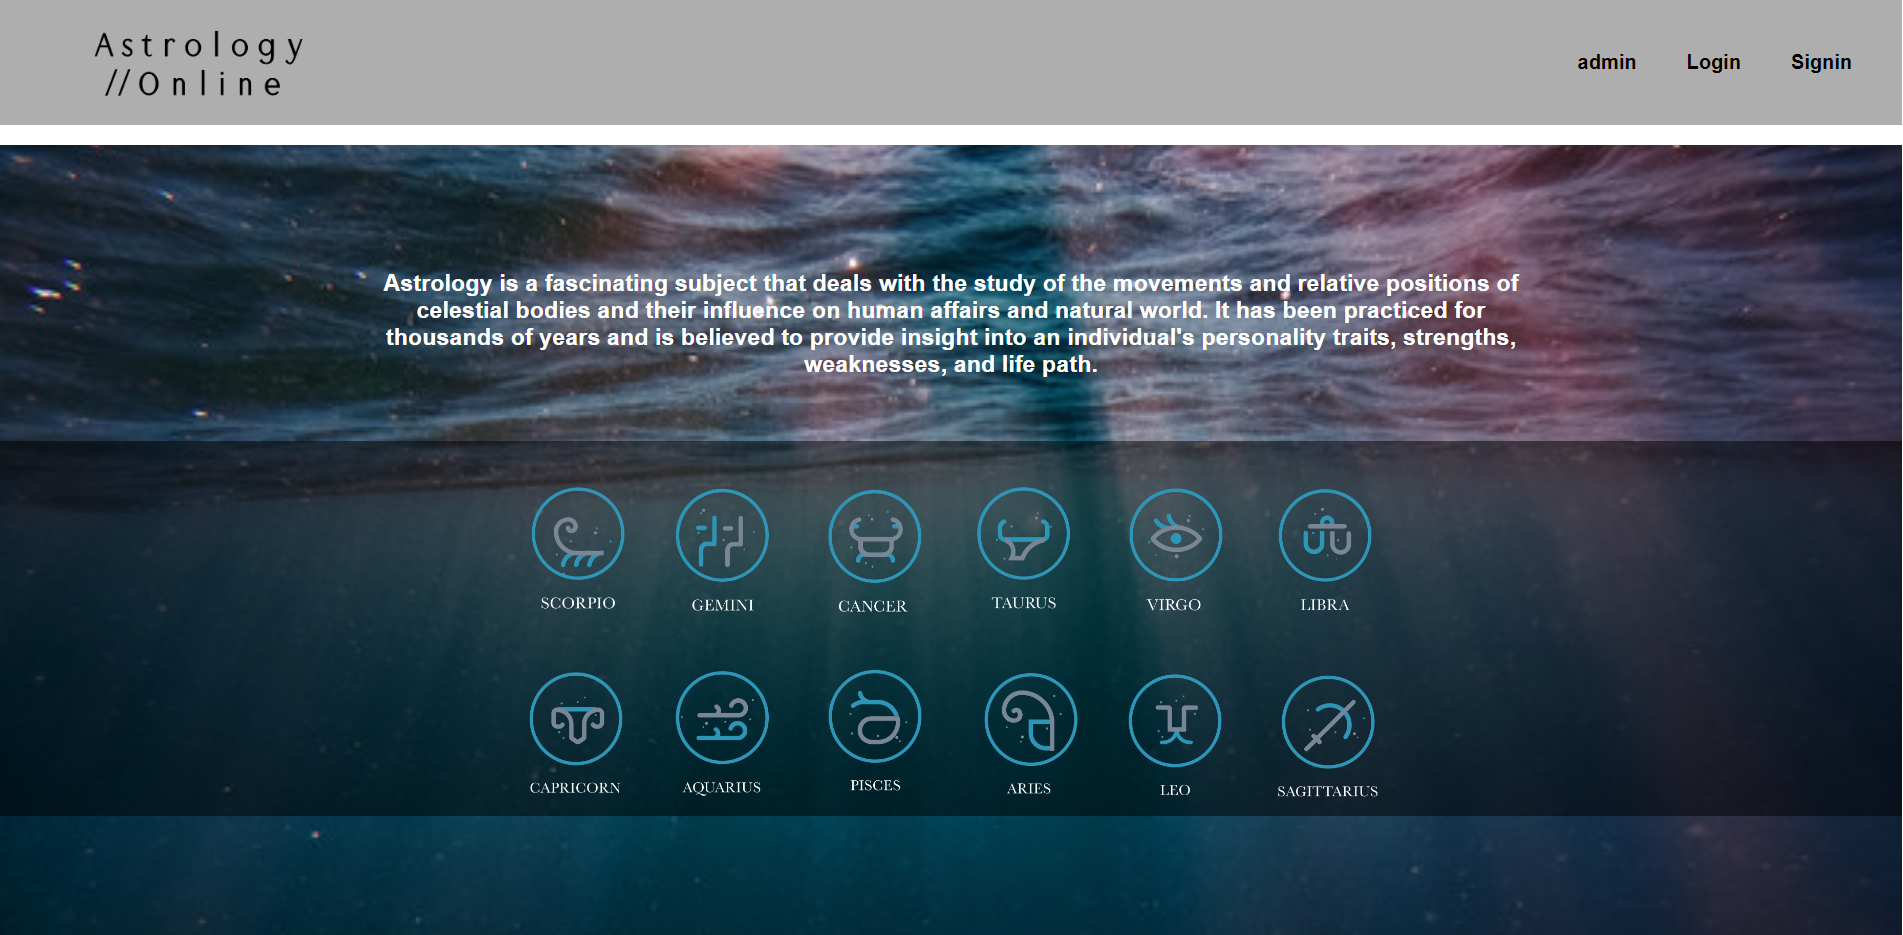 Astrology
//Online
admin Login Signin
Astrology is a fascinating subject that deals with the study of the movements and relative positions of
celestial bodies and their influence on human affairs and natural world. It has been practiced for
thousands of years and is believed to provide insight into an individual's personality traits, strengths,
weaknesses, and life path.
SCORPIO GEMINI CANCER TAURUS VIRGO LIBRA
CAPRICORN AQUARIUS PISCES ARIES LEO SAGITTARIUS